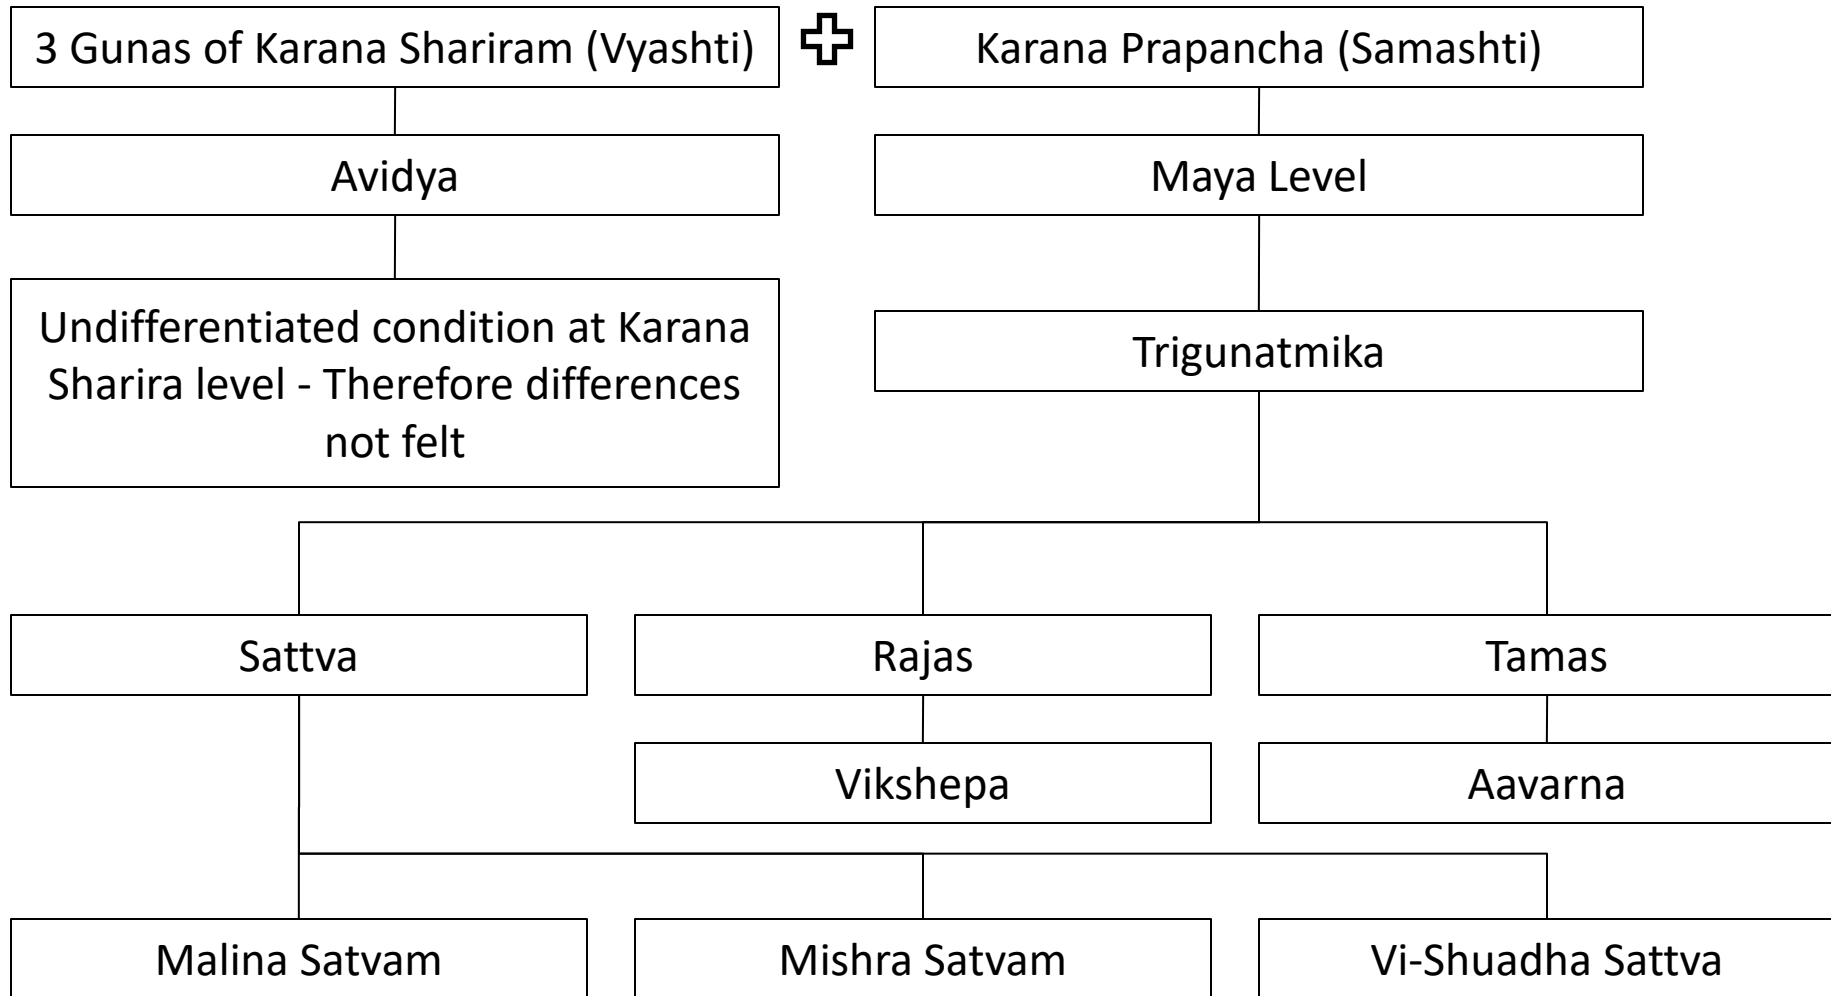 3 Gunas of Karana Shariram (Vyashti)
Karana Prapancha (Samashti)
Avidya
Maya Level
Undifferentiated condition at Karana
Sharira level - Therefore differences
not felt
Trigunatmika
Sattva
Rajas
Tamas
Vikshepa
Aavarna
Malina Satvam
Mishra Satvam
Vi-Shuadha Sattva